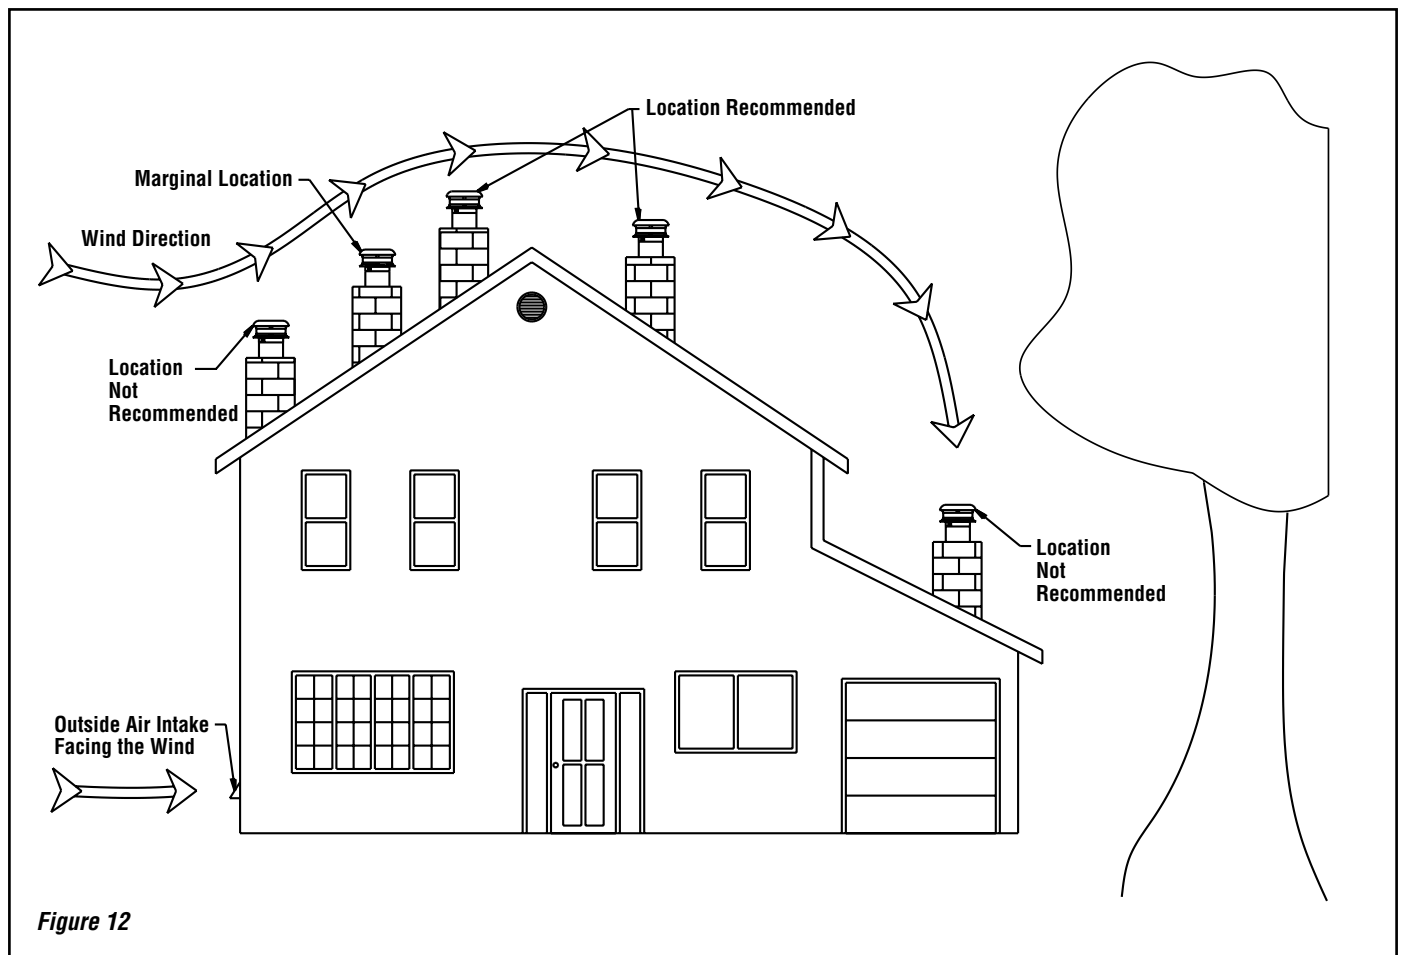 Location Recommended
Marginal Location
Wind Direction
Location
Not
Recommended
Location
Not
Recommended
Outside Air Intake
Facing the Wind
Figure 12